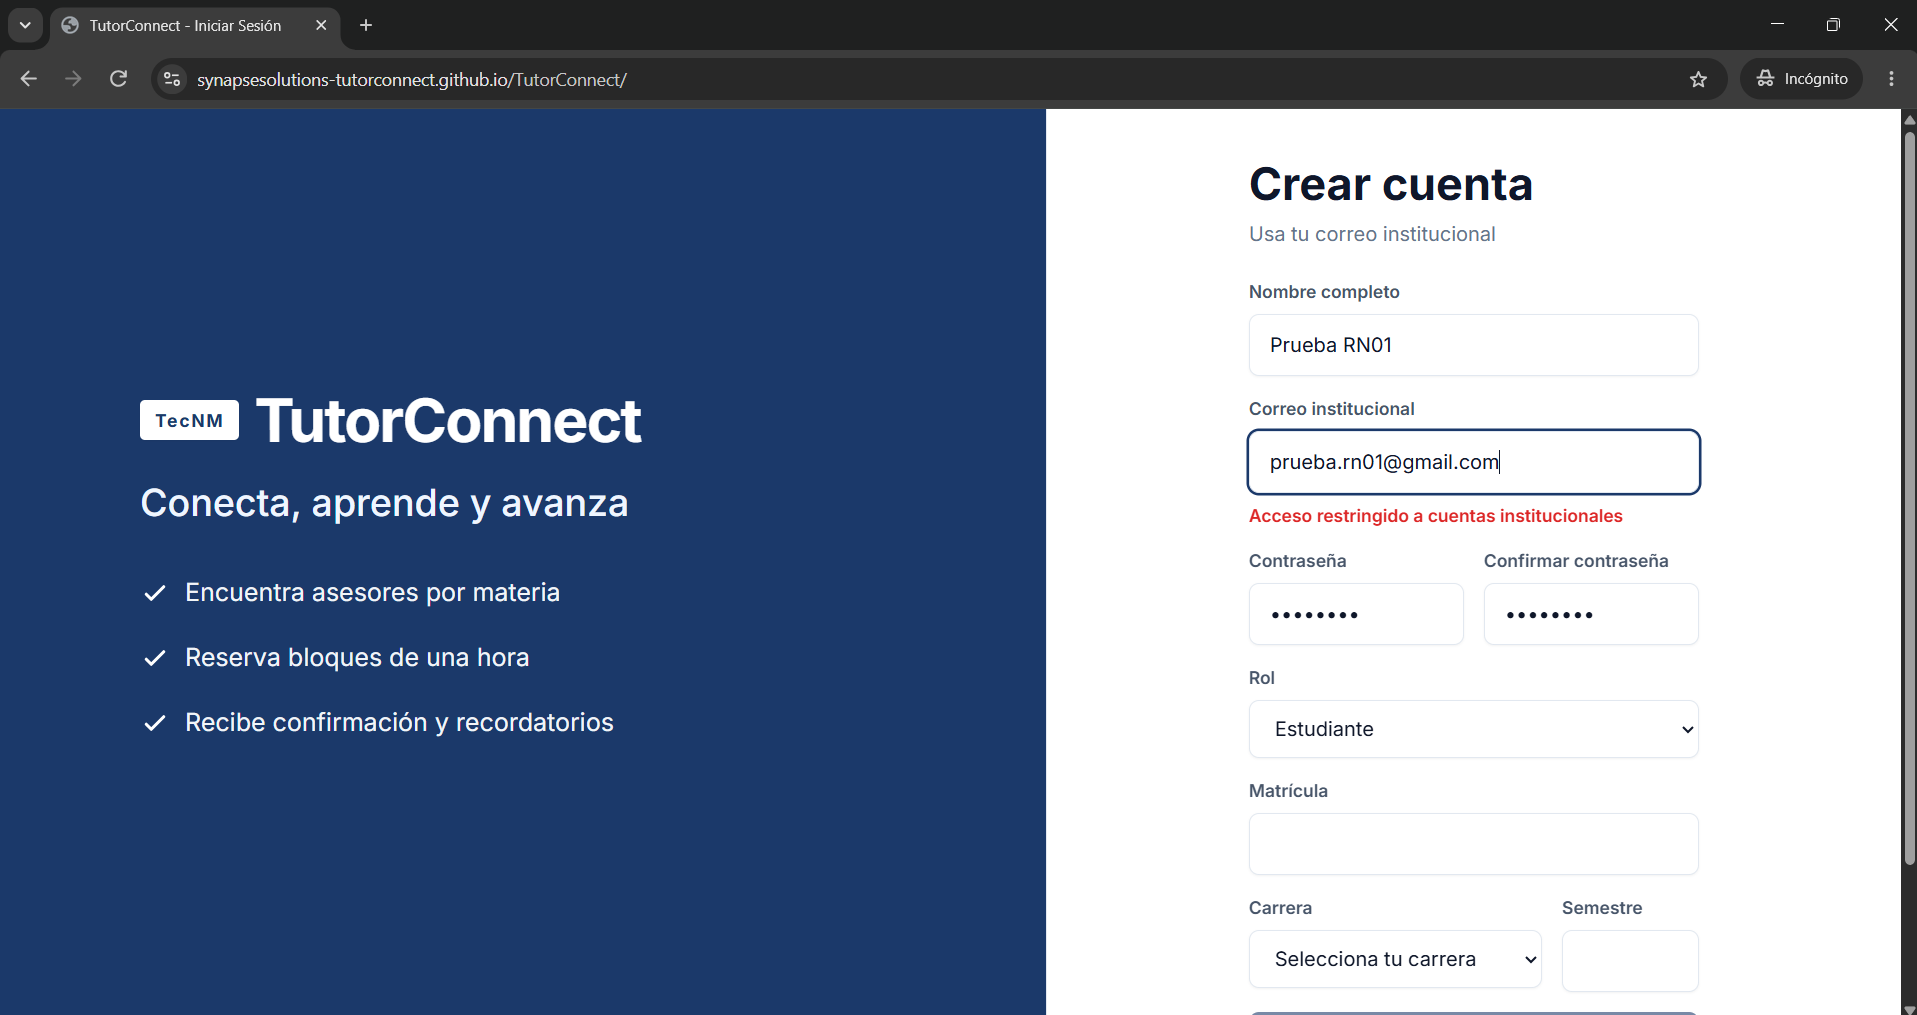 TutorConnect - Iniciar Sesión
synapsesolutions-tutorconnect.github.io/TutorConnect/
Incógnito
TecNM
TutorConnect
Conecta, aprende y avanza
Encuentra asesores por materia
Reserva bloques de una hora
Recibe confirmación y recordatorios
Crear cuenta
Usa tu correo institucional
Nombre completo
Prueba RN01
Correo institucional
prueba.rn01@gmail.com
Acceso restringido a cuentas institucionales
Contraseña Confirmar contraseña
•••••••• ••••••••
Rol
Estudiante
Matrícula
Carrera Semestre
Selecciona tu carrera